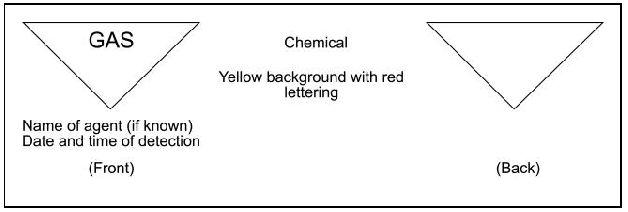 GAS
Chemical
Yellow background with red
lettering
Name of agent (if known)
Date and time of detection
(Front)
(Back)